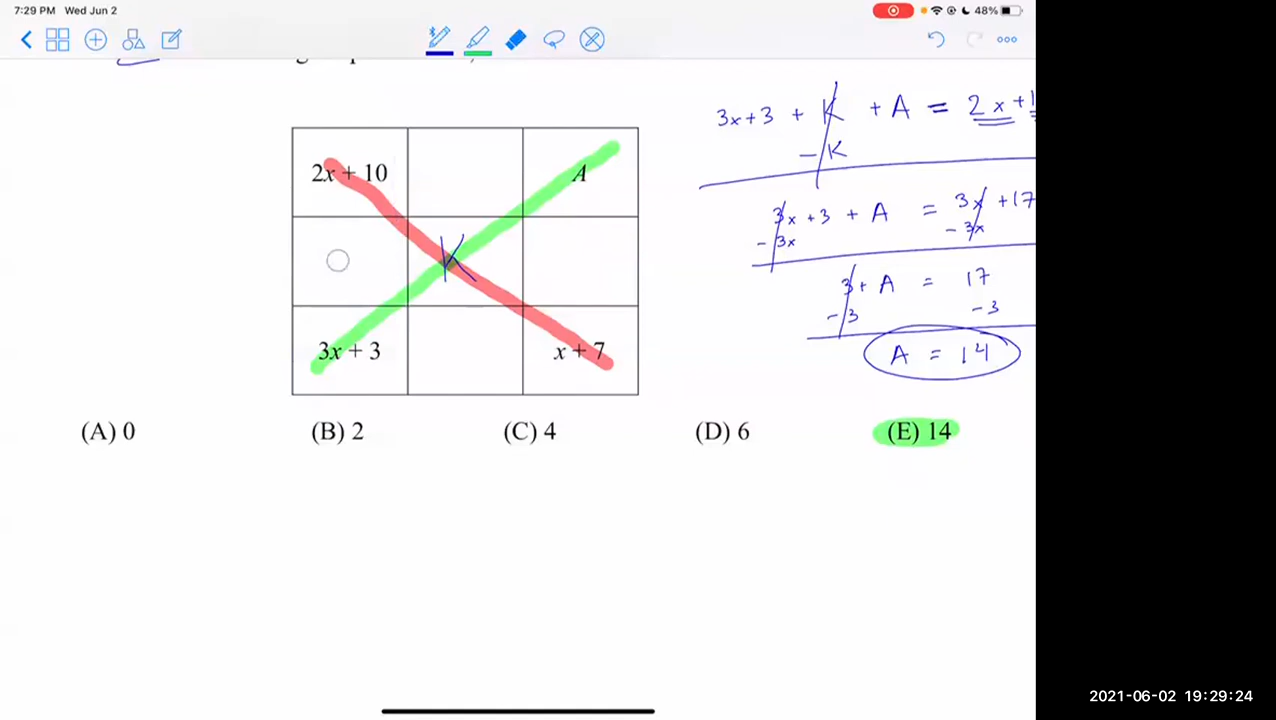 7:29 PM Wed Jun 2
48%
3x+3 + K + A = 2x+1
- K
2x + 10
A
3x +3 + A = 3x +17
- 3x - 3x
K
3 + A = 17
- 3 - 3
3x + 3
x + 7
A = 14
(A) 0
(B) 2
(C) 4
(D) 6
(E) 14
2021-06-02 19:29:24